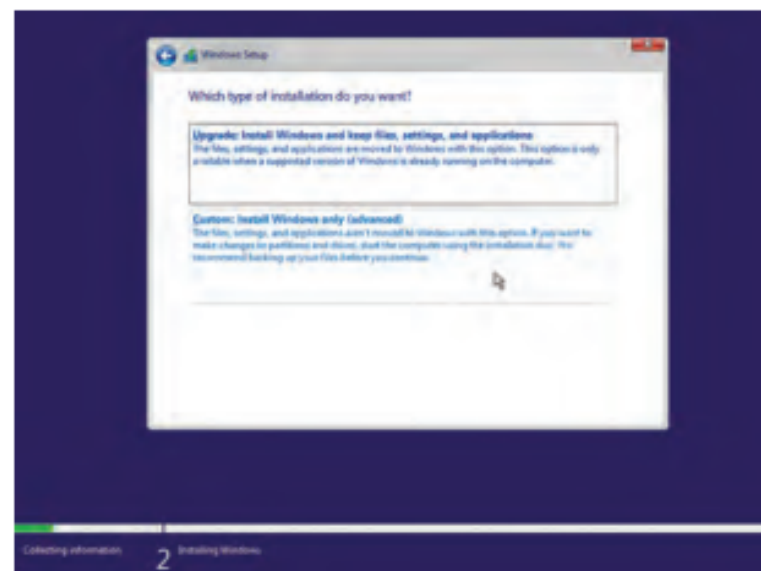 Windows Setup
Which type of installation do you want?
Upgrade: Install Windows and keep files, settings, and applications
The files, settings, and applications are moved to Windows with this option. This option is only
available when a supported version of Windows is already running on the computer.
Custom: Install Windows only (advanced)
The files, settings, and applications aren't moved to Windows with this option. If you want to
make changes to partitions and drives, start the computer using the installation disc. We
recommend backing up your files before you continue.
Collecting information
2 Installing Windows